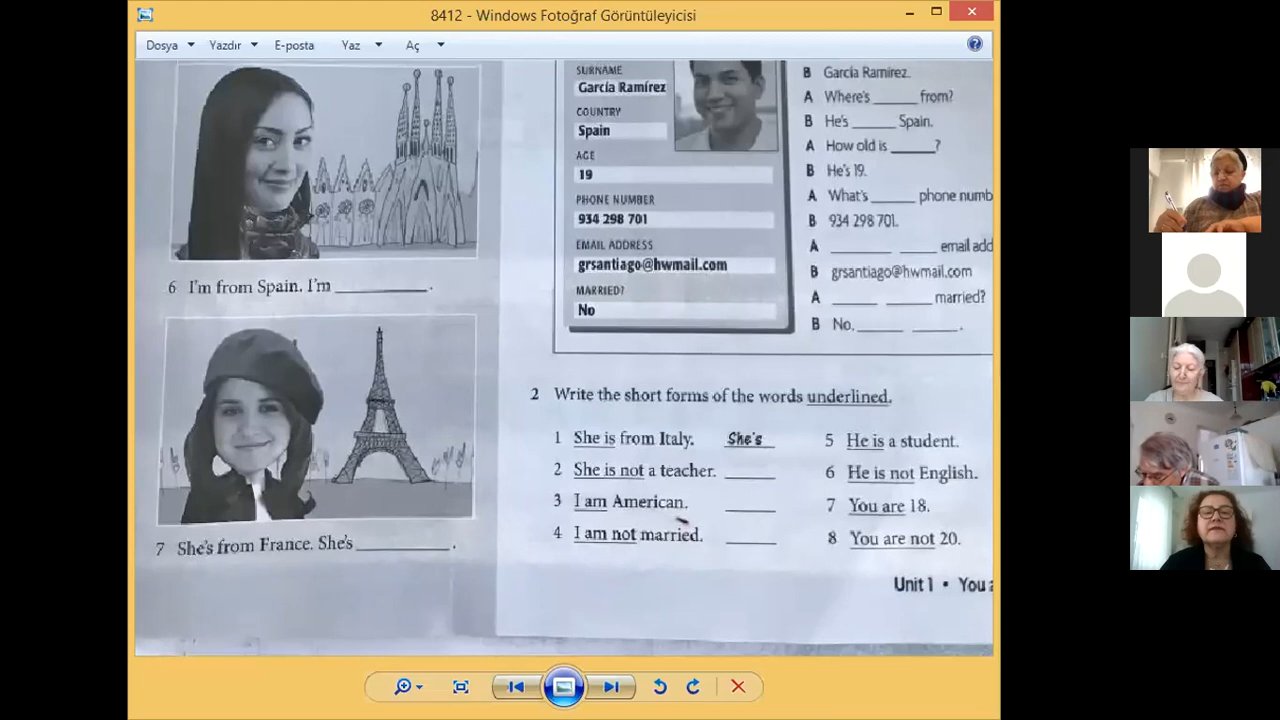 8412 - Windows Fotoğraf Görüntüleyicisi
Dosya Yazdır E-posta Yaz Aç
6 I'm from Spain. I'm __________.
7 She's from France. She's __________.
SURNAME
García Ramírez
COUNTRY
Spain
AGE
19
PHONE NUMBER
934 298 701
EMAIL ADDRESS
grsantiago@hwmail.com
MARRIED?
No
B García Ramírez.
A Where's ______ from?
B He's ______ Spain.
A How old is ______?
B He's 19.
A What's ______ phone numb
B 934 298 701.
A ______ ______ email add
B grsantiago@hwmail.com
A ______ ______ married?
B No, ______ ______.
2 Write the short forms of the words underlined.
1 She is from Italy. She's
2 She is not a teacher. ______
3 I am American. ______
4 I am not married. ______
5 He is a student.
6 He is not English.
7 You are 18.
8 You are not 20.
Unit 1 • You